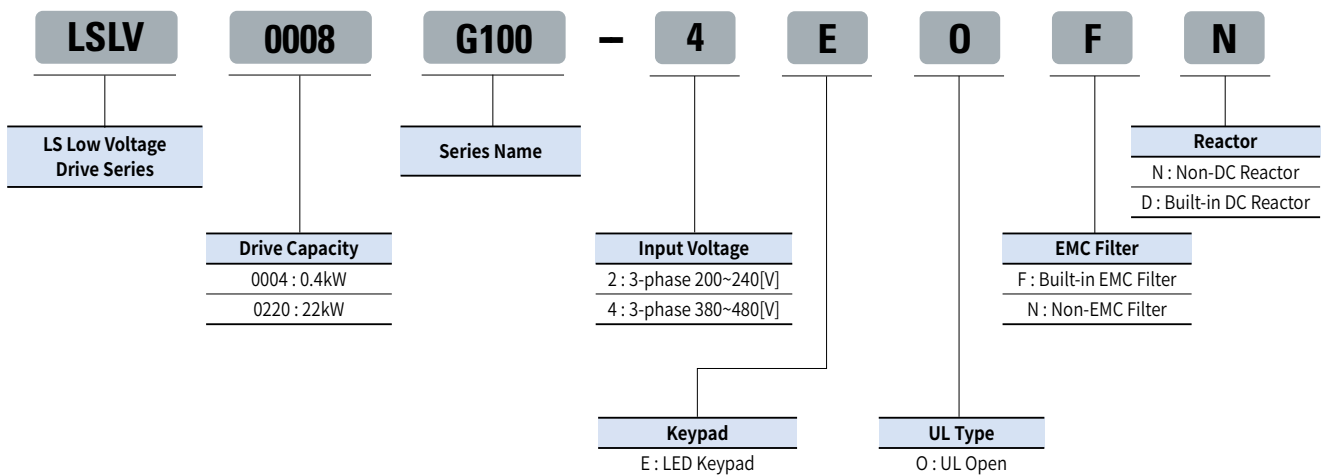 LSLV 0008 G100 – 4 E O F N
LS Low Voltage
Drive Series
Series Name
Reactor
N : Non-DC Reactor
D : Built-in DC Reactor
Drive Capacity
0004 : 0.4kW
0220 : 22kW
Input Voltage
2 : 3-phase 200~240[V]
4 : 3-phase 380~480[V]
EMC Filter
F : Built-in EMC Filter
N : Non-EMC Filter
Keypad
E : LED Keypad
UL Type
O : UL Open